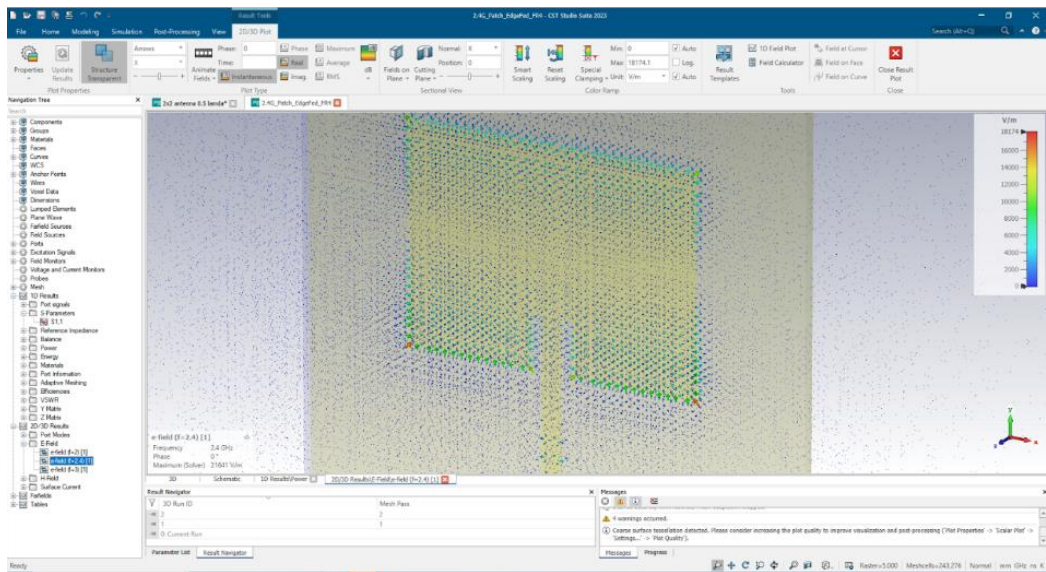 Result Tools
2.4G_Patch_EdgeFed_FR4 - CST Studio Suite 2023
File Home Modeling Simulation Post-Processing View 2D/3D Plot
Search (Alt+Q)
Properties
Update Results
Structure Transparent
Arrows
X
Plot Properties
Animate Fields
Phase: 0
Time:
Instantaneous
Phase
Real
Imag.
Maximum
Average
RMS
dB
Plot Type
Fields on Plane
Cutting Plane
Normal: X
Position: 0
Sectional View
Smart Scaling
Reset Scaling
Special Clamping
Min: 0
Max: 18174.1
Unit: V/m
Auto
Log.
Auto
Color Ramp
Result Templates
1D Field Plot
Field Calculator
Field at Cursor
Field on Face
Field on Curve
Tools
Close Result Plot
Close
Navigation Tree
Search
2x2 antenna 0.5 landa*
2.4G_Patch_EdgeFed_FR4
Components
Groups
Materials
Faces
Curves
WCS
Anchor Points
Wires
Voxel Data
Dimensions
Lumped Elements
Plane Wave
Farfield Sources
Field Sources
Ports
Excitation Signals
Field Monitors
Voltage and Current Monitors
Probes
Mesh
1D Results
Port signals
S-Parameters
S1,1
Reference Impedance
Balance
Power
Energy
Materials
Port Information
Adaptive Meshing
Efficiencies
VSWR
Y Matrix
Z Matrix
2D/3D Results
Port Modes
E-Field
e-field (f=2) [1]
e-field (f=2.4) [1]
e-field (f=3) [1]
H-Field
Surface Current
Farfields
Tables
V/m
18174
16000
14000
12000
10000
8000
6000
4000
2000
0
e-field (f=2.4) [1]
Frequency 2.4 GHz
Phase 0°
Maximum (Solver) 21841 V/m
y
x
3D Schematic 1D Results\Power 2D/3D Results\E-Field\e-field (f=2.4) [1]
Result Navigator
3D Run ID Mesh Pass
2 2
1 1
0: Current Run
Parameter List Result Navigator
Messages
4 warnings occurred.
Coarse surface tessellation detected. Please consider increasing the plot quality to improve visualization and post-processing ('Plot Properties' -> 'Scalar Plot' ->
'Settings...' -> 'Plot Quality').
Messages Progress
Ready
Raster=5.000 Meshcells=243,276 Normal mm GHz ns K